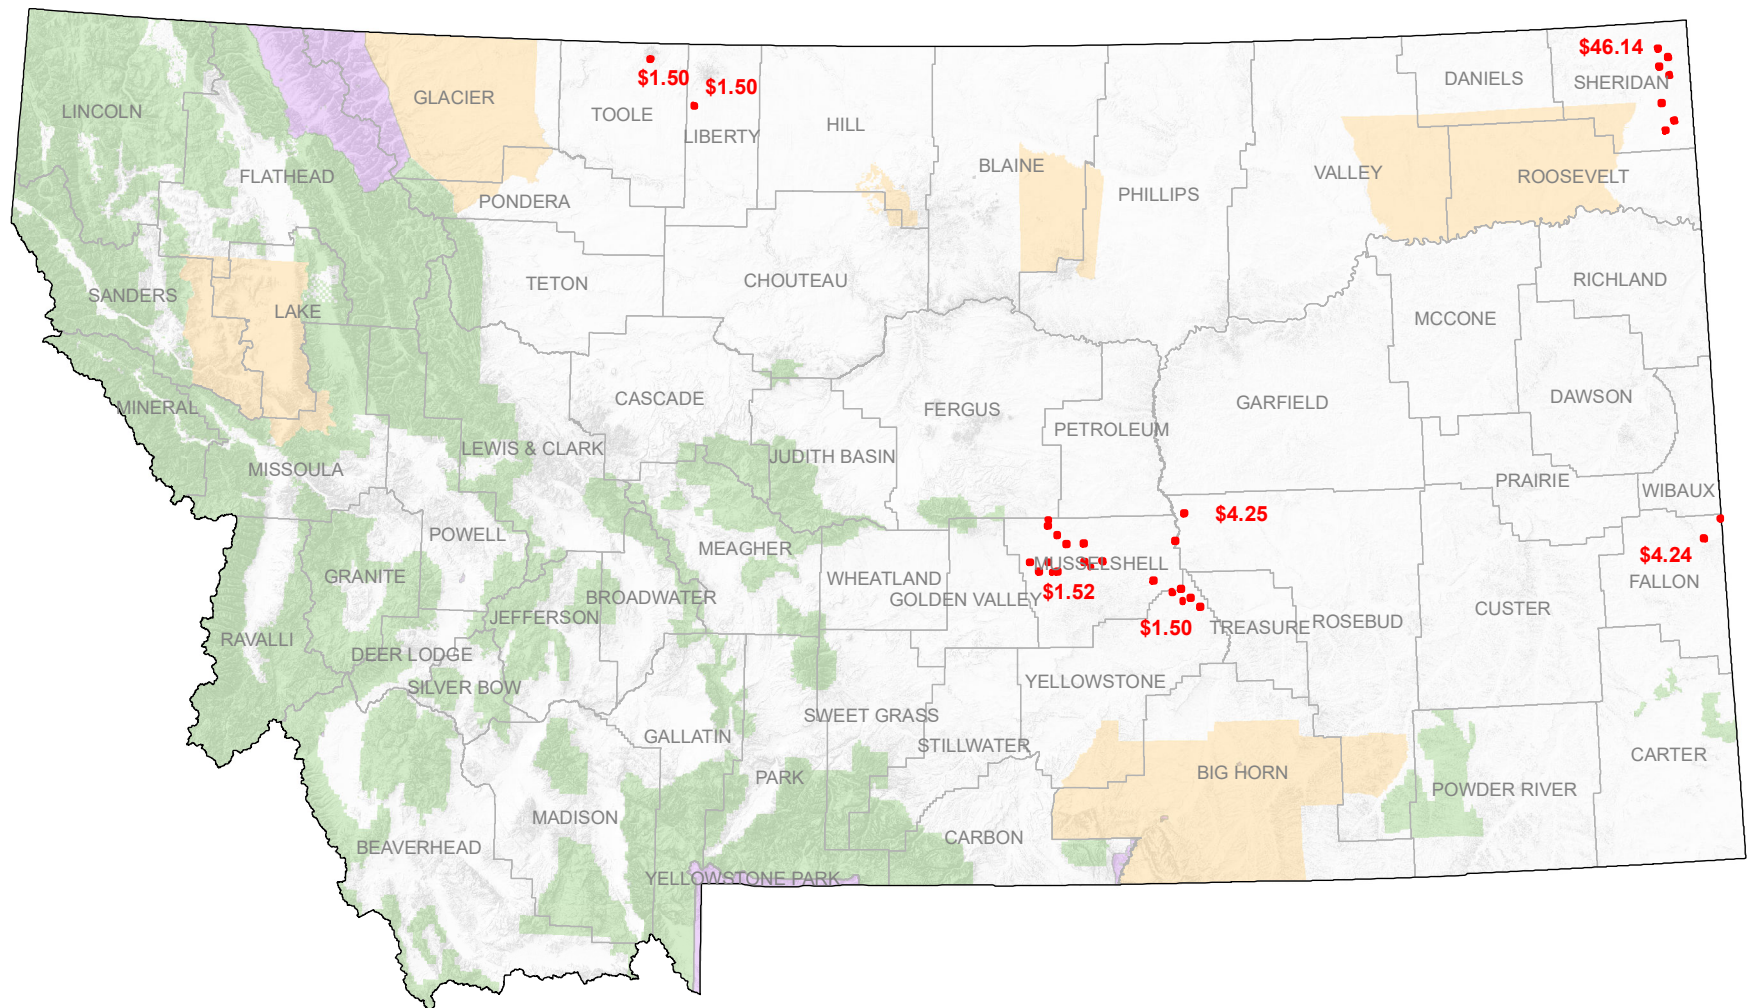 $46.14
DANIELS
SHERIDAN
$1.50
$1.50
GLACIER
LINCOLN
TOOLE
HILL
LIBERTY
BLAINE
FLATHEAD
VALLEY
ROOSEVELT
PHILLIPS
PONDERA
TETON
CHOUTEAU
RICHLAND
SANDERS
LAKE
MCCONE
CASCADE
DAWSON
MINERAL
FERGUS
GARFIELD
PETROLEUM
LEWIS & CLARK
JUDITH BASIN
MISSOULA
PRAIRIE
WIBAUX
$4.25
POWELL
MEAGHER
$4.24
MUSSELSHELL
GRANITE
WHEATLAND
FALLON
$1.52
BROADWATER
GOLDEN VALLEY
CUSTER
JEFFERSON
$1.50
TREASURE
ROSEBUD
RAVALLI
DEER LODGE
YELLOWSTONE
SILVER BOW
SWEET GRASS
GALLATIN
STILLWATER
CARTER
BIG HORN
PARK
POWDER RIVER
MADISON
CARBON
BEAVERHEAD
YELLOWSTONE PARK